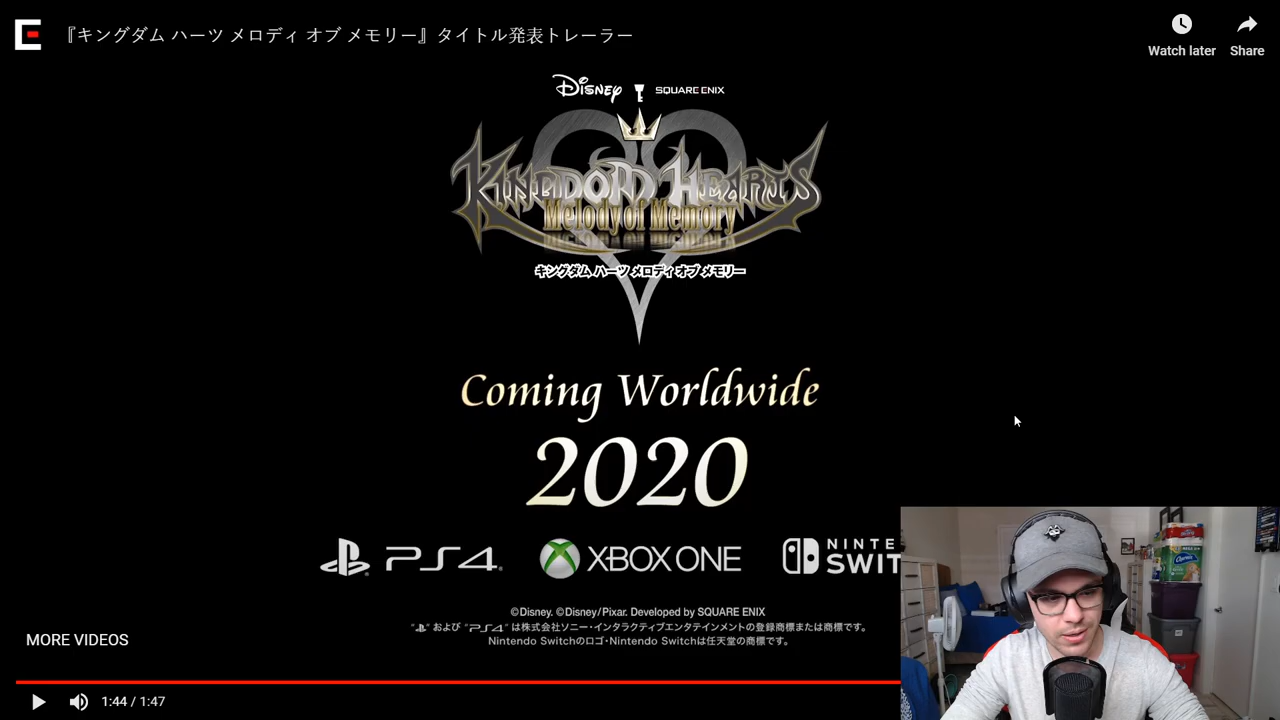 『キングダム ハーツ メロディ オブ メモリー』タイトル発表トレーラー
Watch later
Share
Disney SQUARE ENIX
KINGDOM HEARTS
Melody of Memory
キングダム ハーツ メロディ オブ メモリー
Coming Worldwide
2020
PS4 XBOX ONE NINTE
SWIT
©Disney. ©Disney/Pixar. Developed by SQUARE ENIX
“ ” および “PS4” は株式会社ソニー・インタラクティブエンタテインメントの登録商標または商標です。
Nintendo Switchのロゴ・Nintendo Switchは任天堂の商標です。
MORE VIDEOS
1:44 / 1:47
Charmin